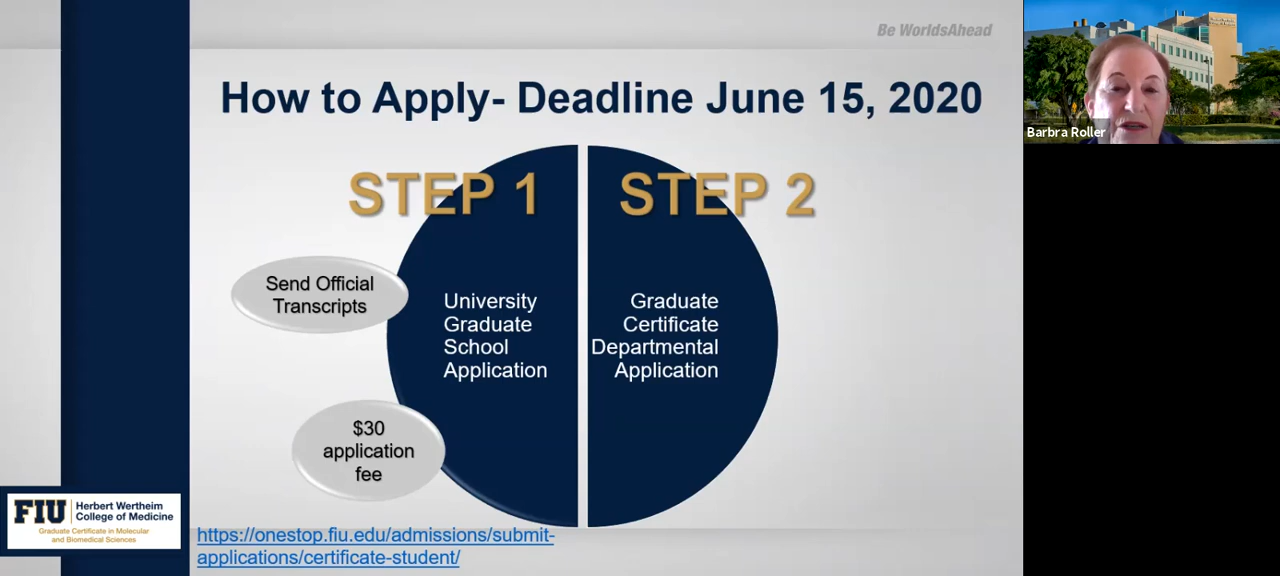 Be WorldsAhead
How to Apply- Deadline June 15, 2020
STEP 1
STEP 2
Send Official
Transcripts
University
Graduate
School
Application
Graduate
Certificate
Departmental
Application
$30
application
fee
FIU
Herbert Wertheim
College of Medicine
Graduate Certificate in Molecular
and Biomedical Sciences
https://onestop.fiu.edu/admissions/submit-
applications/certificate-student/
Barbra Roller